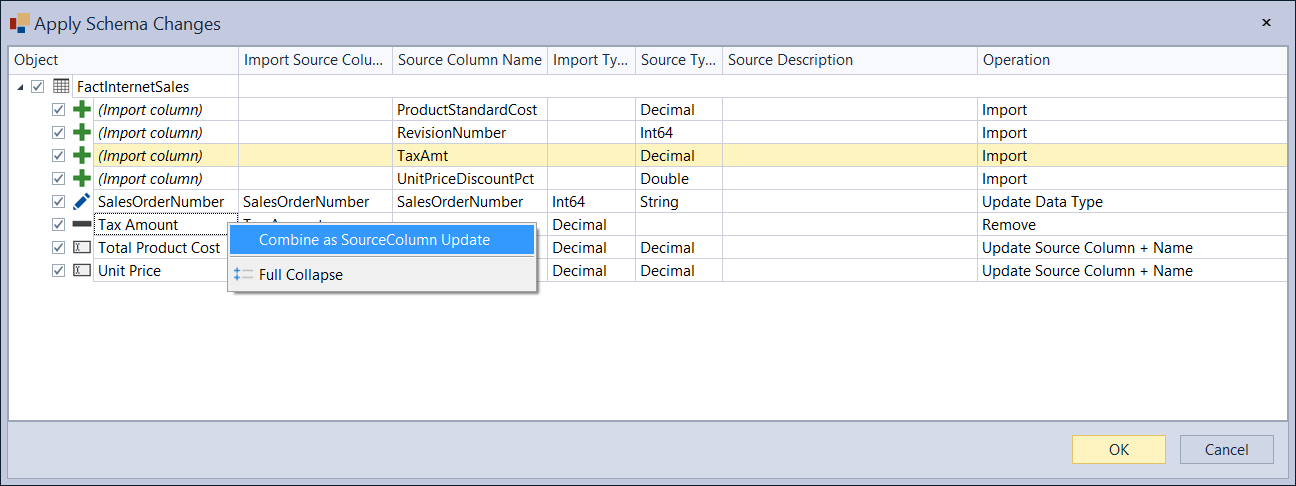 Apply Schema Changes
Object Import Source Colu... Source Column Name Import Ty... Source Ty... Source Description Operation
FactInternetSales
(Import column) ProductStandardCost Decimal Import
(Import column) RevisionNumber Int64 Import
(Import column) TaxAmt Decimal Import
(Import column) UnitPriceDiscountPct Double Import
SalesOrderNumber SalesOrderNumber SalesOrderNumber Int64 String Update Data Type
Tax Amount Decimal Remove
Combine as SourceColumn Update
Total Product Cost Decimal Decimal Update Source Column + Name
Unit Price Decimal Decimal Update Source Column + Name
Full Collapse
OK Cancel